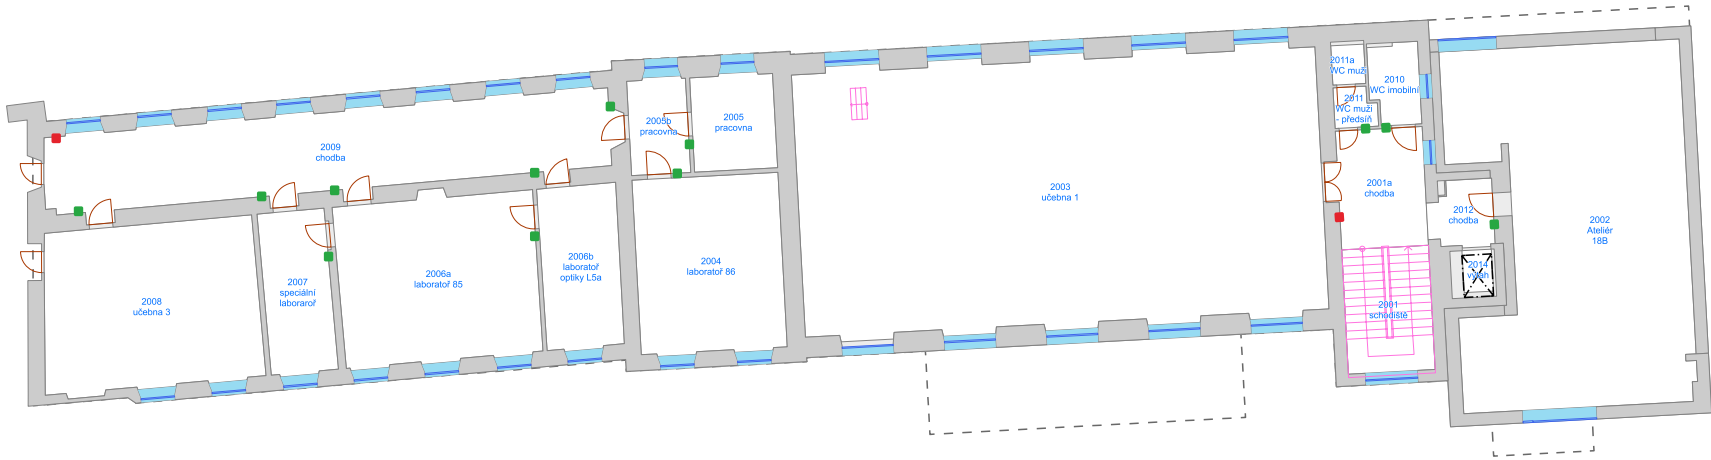 2009
chodba
2005b
pracovna
2005
pracovna
2003
učebna 1
2011a
WC muži
2010
WC imobilní
2011
WC muži
- předsíň
2001a
chodba
2012
chodba
2002
Ateliér
18B
2014
výtah
2001
schodiště
2008
učebna 3
2007
speciální
laboraroř
2006a
laboratoř 85
2006b
laboratoř
optiky L5a
2004
laboratoř 86